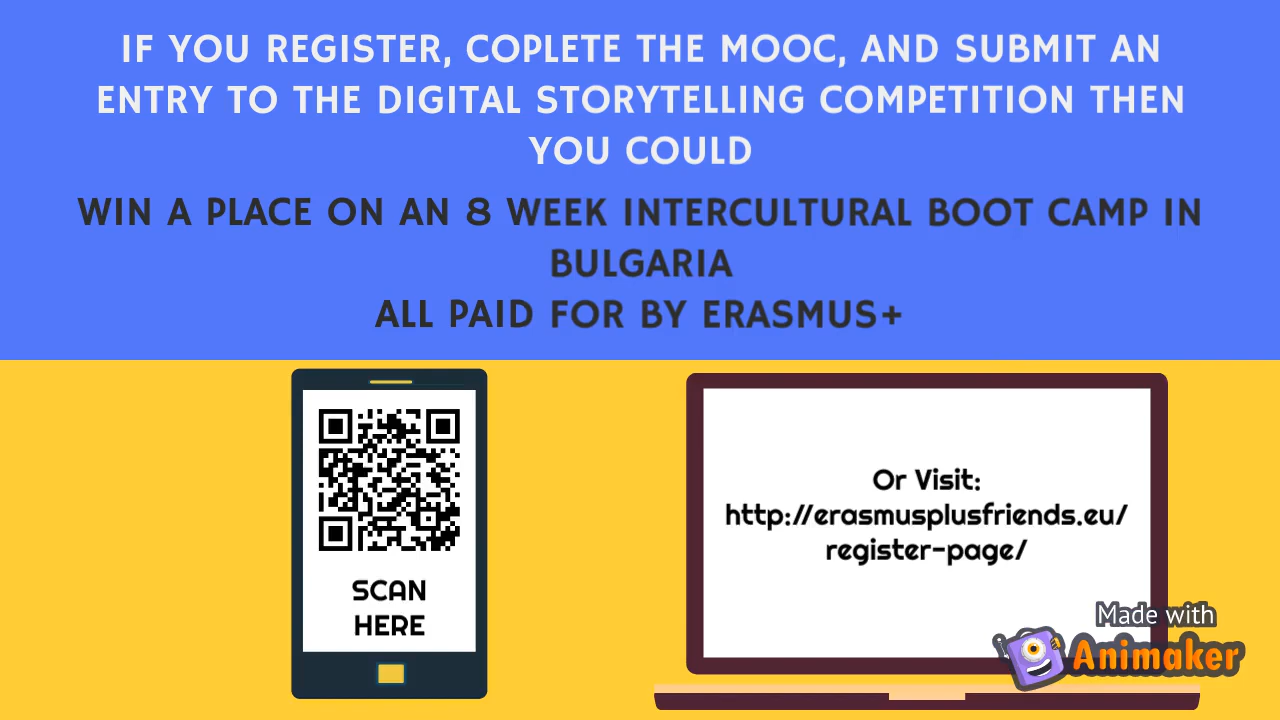 IF YOU REGISTER, COPLETE THE MOOC, AND SUBMIT AN
ENTRY TO THE DIGITAL STORYTELLING COMPETITION THEN
YOU COULD
WIN A PLACE ON AN 8 WEEK INTERCULTURAL BOOT CAMP IN
BULGARIA
ALL PAID FOR BY ERASMUS+
SCAN
HERE
Or Visit:
http://erasmusplusfriends.eu/
register-page/
Made with
Animaker